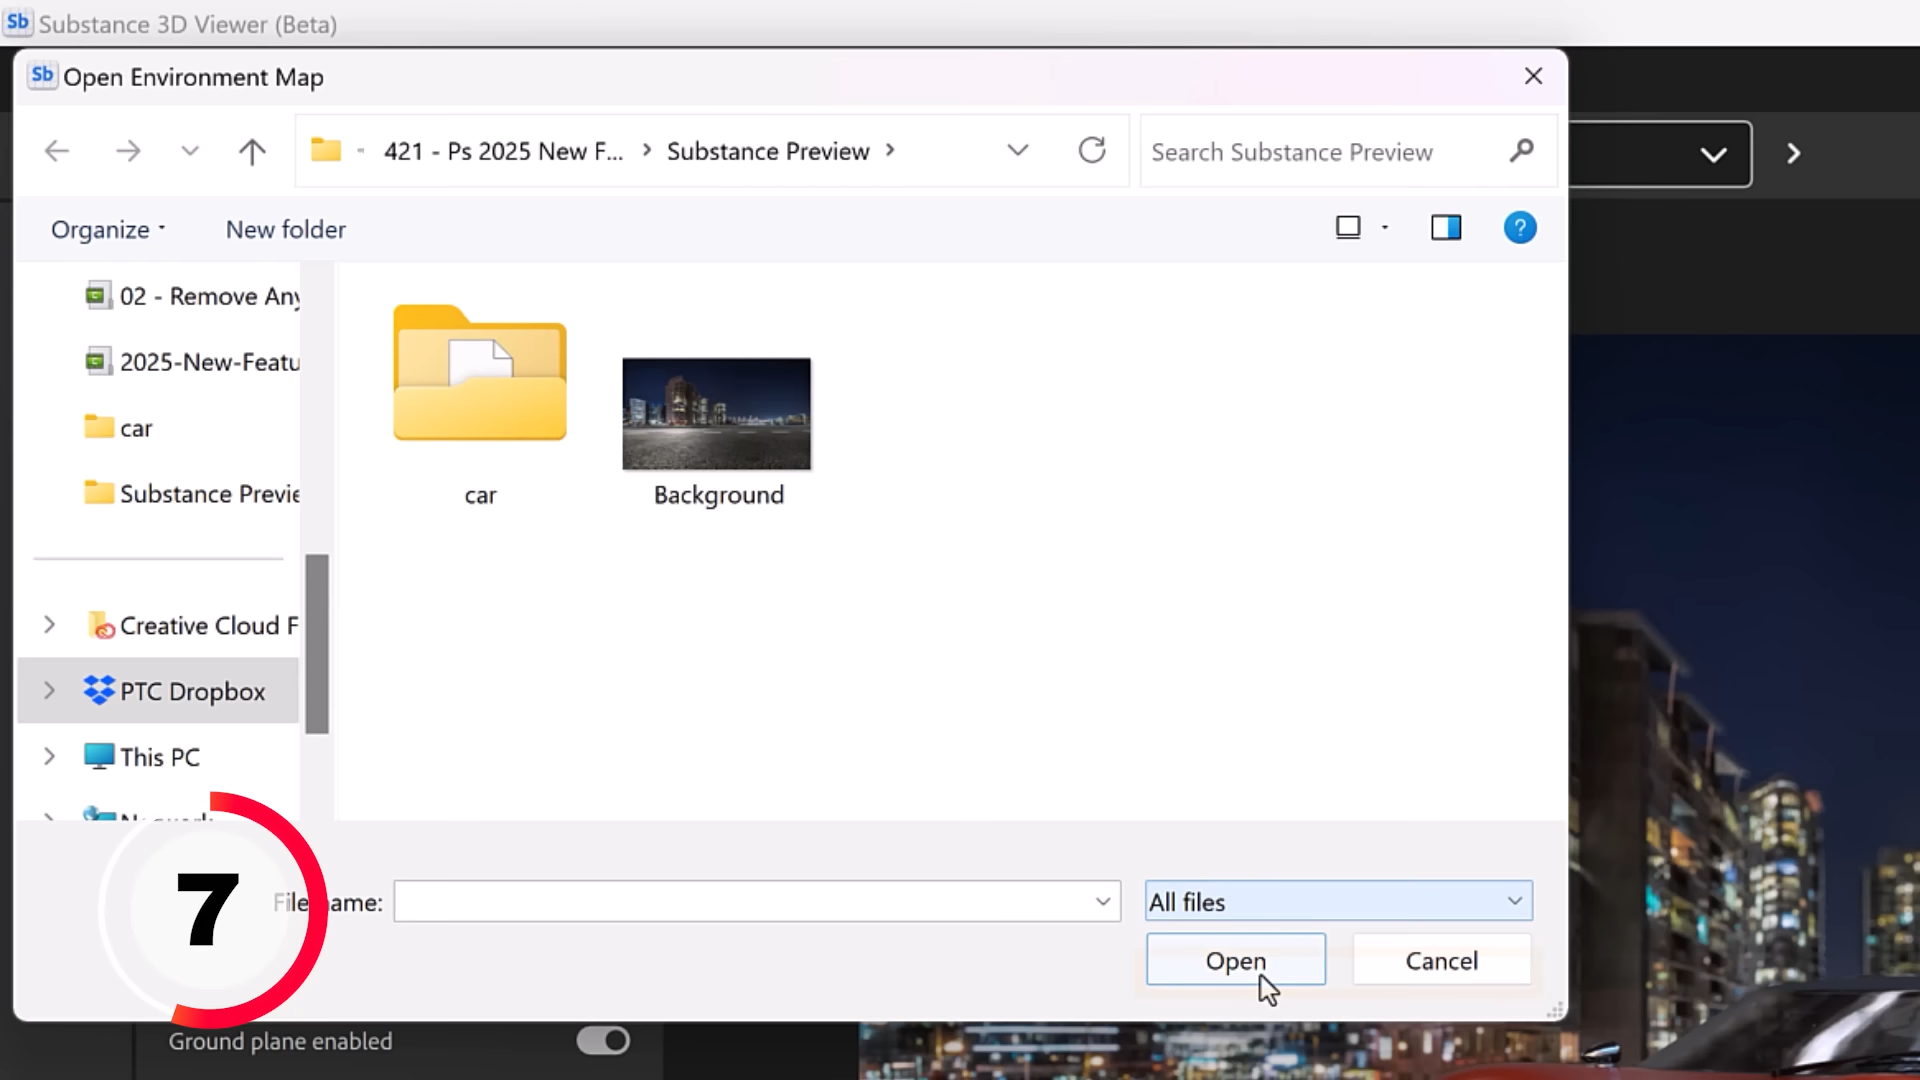 Sb Substance 3D Viewer (Beta)
Sb Open Environment Map
421 - Ps 2025 New F... > Substance Preview >
Search Substance Preview
Organize
New folder
?
02 - Remove Any
2025-New-Featu
car
Substance Previe
Creative Cloud F
PTC Dropbox
This PC
car
Background
7
File name:
All files
Open
Cancel
Ground plane enabled